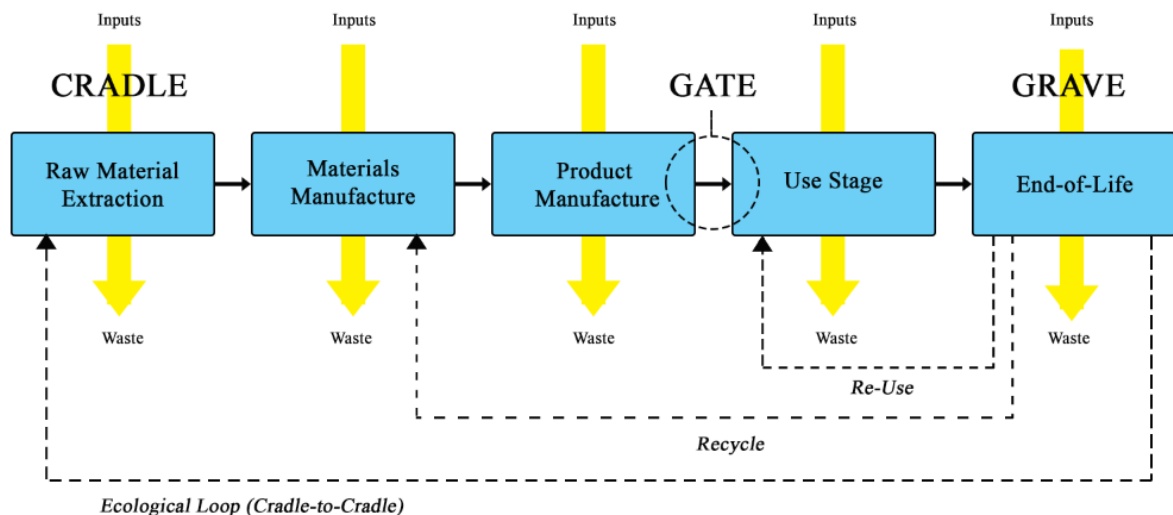 Inputs Inputs Inputs Inputs Inputs
CRADLE GATE GRAVE
Raw Material
Extraction
Materials
Manufacture
Product
Manufacture
Use Stage
End-of-Life
Waste Waste Waste Waste Waste
Re-Use
Recycle
Ecological Loop (Cradle-to-Cradle)